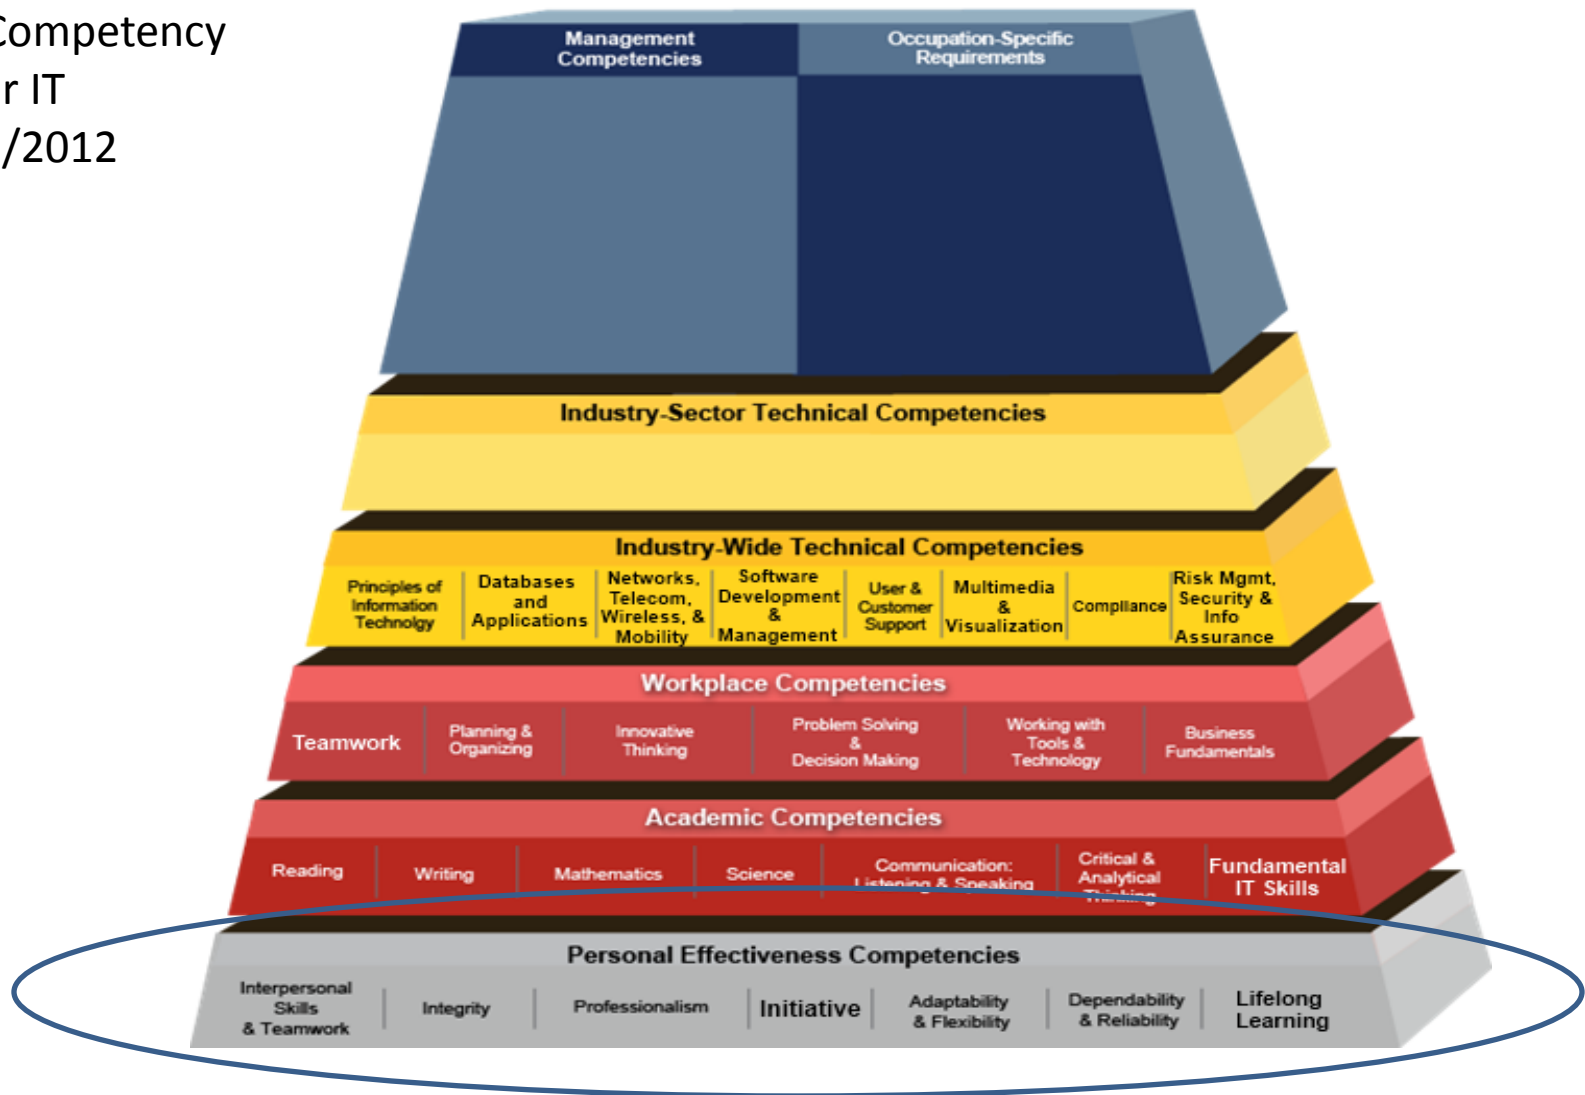 Competency
r IT
/2012
Management
Competencies
Occupation-Specific
Requirements
Industry-Sector Technical Competencies
Industry-Wide Technical Competencies
Principles of
Information
Technolgy
Databases
and
Applications
Networks,
Telecom,
Wireless, &
Mobility
Software
Development
&
Management
User &
Customer
Support
Multimedia
&
Visualization
Compliance
Risk Mgmt,
Security &
Info
Assurance
Workplace Competencies
Teamwork
Planning &
Organizing
Innovative
Thinking
Problem Solving
&
Decision Making
Working with
Tools &
Technology
Business
Fundamentals
Academic Competencies
Reading
Writing
Mathematics
Science
Communication:
Listening & Speaking
Critical &
Analytical
Thinking
Fundamental
IT Skills
Personal Effectiveness Competencies
Interpersonal
Skills
& Teamwork
Integrity
Professionalism
Initiative
Adaptability
& Flexibility
Dependability
& Reliability
Lifelong
Learning